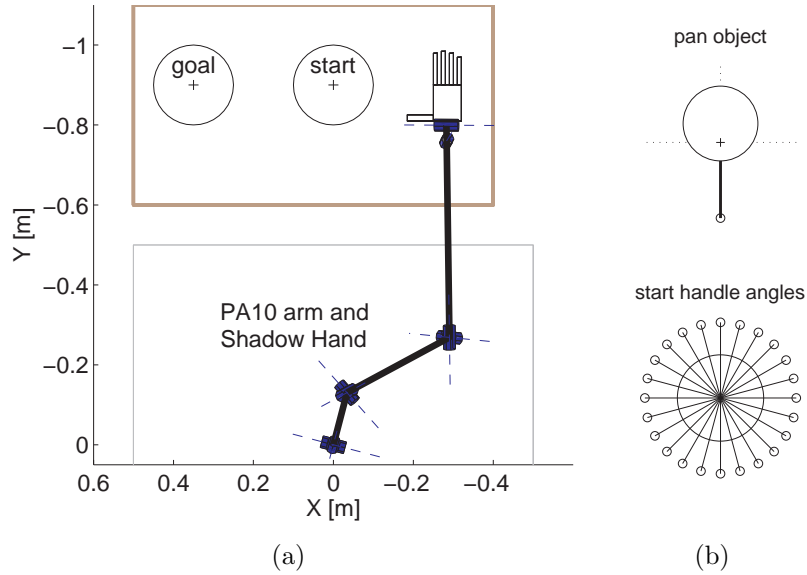 goal
start
PA10 arm and
Shadow Hand
−1
−0.8
−0.6
−0.4
−0.2
0
Y [m]
0.6
0.4
0.2
0
−0.2
−0.4
X [m]
(a)
pan object
start handle angles
(b)